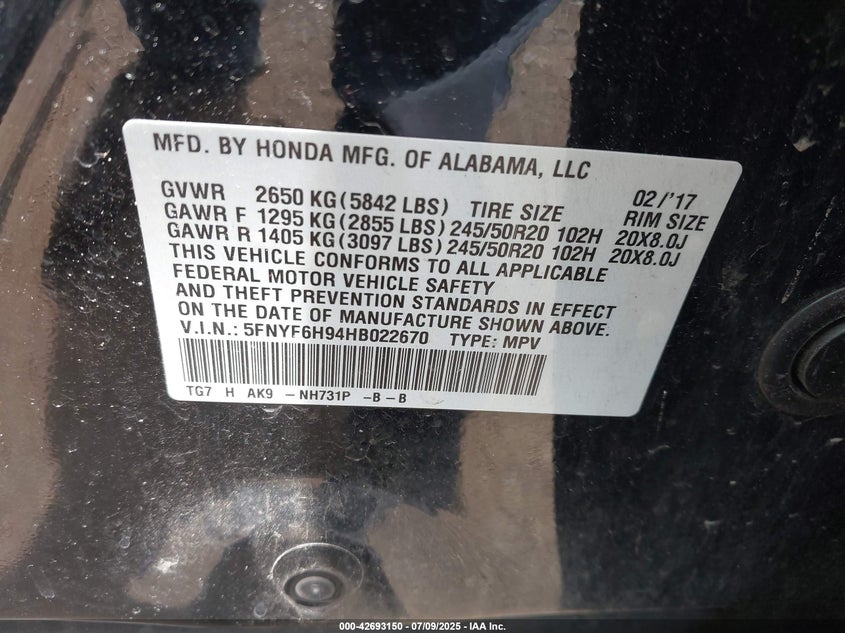 MFD. BY HONDA MFG. OF ALABAMA, LLC
GVWR 2650 KG(5842 LBS) TIRE SIZE 02/'17 RIM SIZE
GAWR F 1295 KG(2855 LBS) 245/50R20 102H 20X8.0J
GAWR R 1405 KG(3097 LBS) 245/50R20 102H 20X8.0J
THIS VEHICLE CONFORMS TO ALL APPLICABLE
FEDERAL MOTOR VEHICLE SAFETY
AND THEFT PREVENTION STANDARDS IN EFFECT
ON THE DATE OF MANUFACTURE SHOWN ABOVE.
V.I.N.: 5FNYF6H94HB022670 TYPE: MPV
TG7 H AK9 -NH731P -B-B
000-42693150 | 07/09/2025 - IAA Inc.